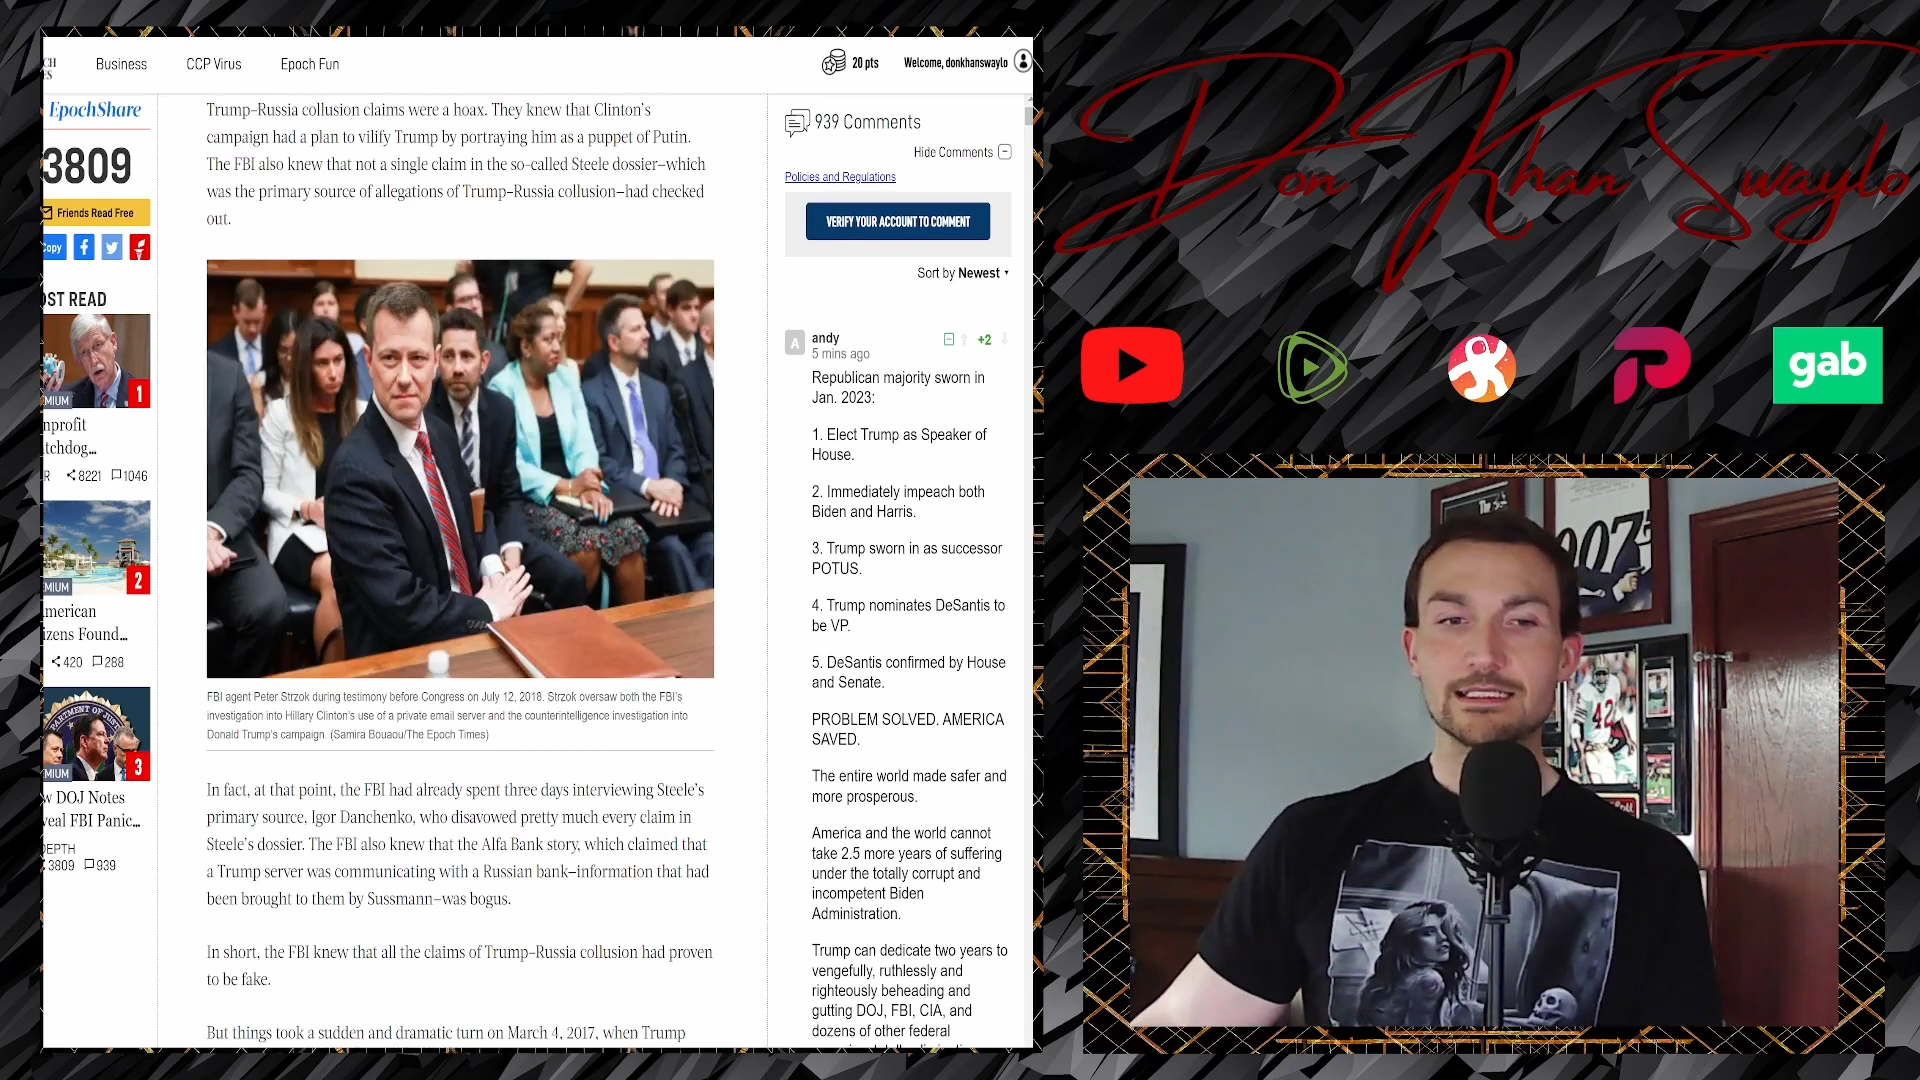 CH
ES
Business
CCP Virus
Epoch Fun
20 pts
Welcome, donkhanswaylo
EpochShare
3809
Friends Read Free
Copy
OST READ
MIUM
1
nprofit
tchdog...
R 8221 1046
MIUM
2
merican
izens Found...
420 288
PARTMENT OF JUST
MIUM
3
w DOJ Notes
veal FBI Panic...
DEPTH
3809 939
Trump–Russia collusion claims were a hoax. They knew that Clinton's
campaign had a plan to vilify Trump by portraying him as a puppet of Putin.
The FBI also knew that not a single claim in the so-called Steele dossier–which
was the primary source of allegations of Trump-Russia collusion–had checked
out.
FBI agent Peter Strzok during testimony before Congress on July 12, 2018. Strzok oversaw both the FBI's
investigation into Hillary Clinton's use of a private email server and the counterintelligence investigation into
Donald Trump's campaign. (Samira Bouaou/The Epoch Times)
In fact, at that point, the FBI had already spent three days interviewing Steele's
primary source, Igor Danchenko, who disavowed pretty much every claim in
Steele's dossier. The FBI also knew that the Alfa Bank story, which claimed that
a Trump server was communicating with a Russian bank–information that had
been brought to them by Sussmann–was bogus.
In short, the FBI knew that all the claims of Trump–Russia collusion had proven
to be fake.
But things took a sudden and dramatic turn on March 4, 2017, when Trump
939 Comments
Hide Comments
Policies and Regulations
VERIFY YOUR ACCOUNT TO COMMENT
Sort by Newest
A
andy
+2
5 mins ago
Republican majority sworn in
Jan. 2023:
1. Elect Trump as Speaker of
House.
2. Immediately impeach both
Biden and Harris.
3. Trump sworn in as successor
POTUS.
4. Trump nominates DeSantis to
be VP.
5. DeSantis confirmed by House
and Senate.
PROBLEM SOLVED. AMERICA
SAVED.
The entire world made safer and
more prosperous.
America and the world cannot
take 2.5 more years of suffering
under the totally corrupt and
incompetent Biden
Administration.
Trump can dedicate two years to
vengefully, ruthlessly and
righteously beheading and
gutting DOJ, FBI, CIA, and
dozens of other federal
Don Khan Swaylo
gab
007
42